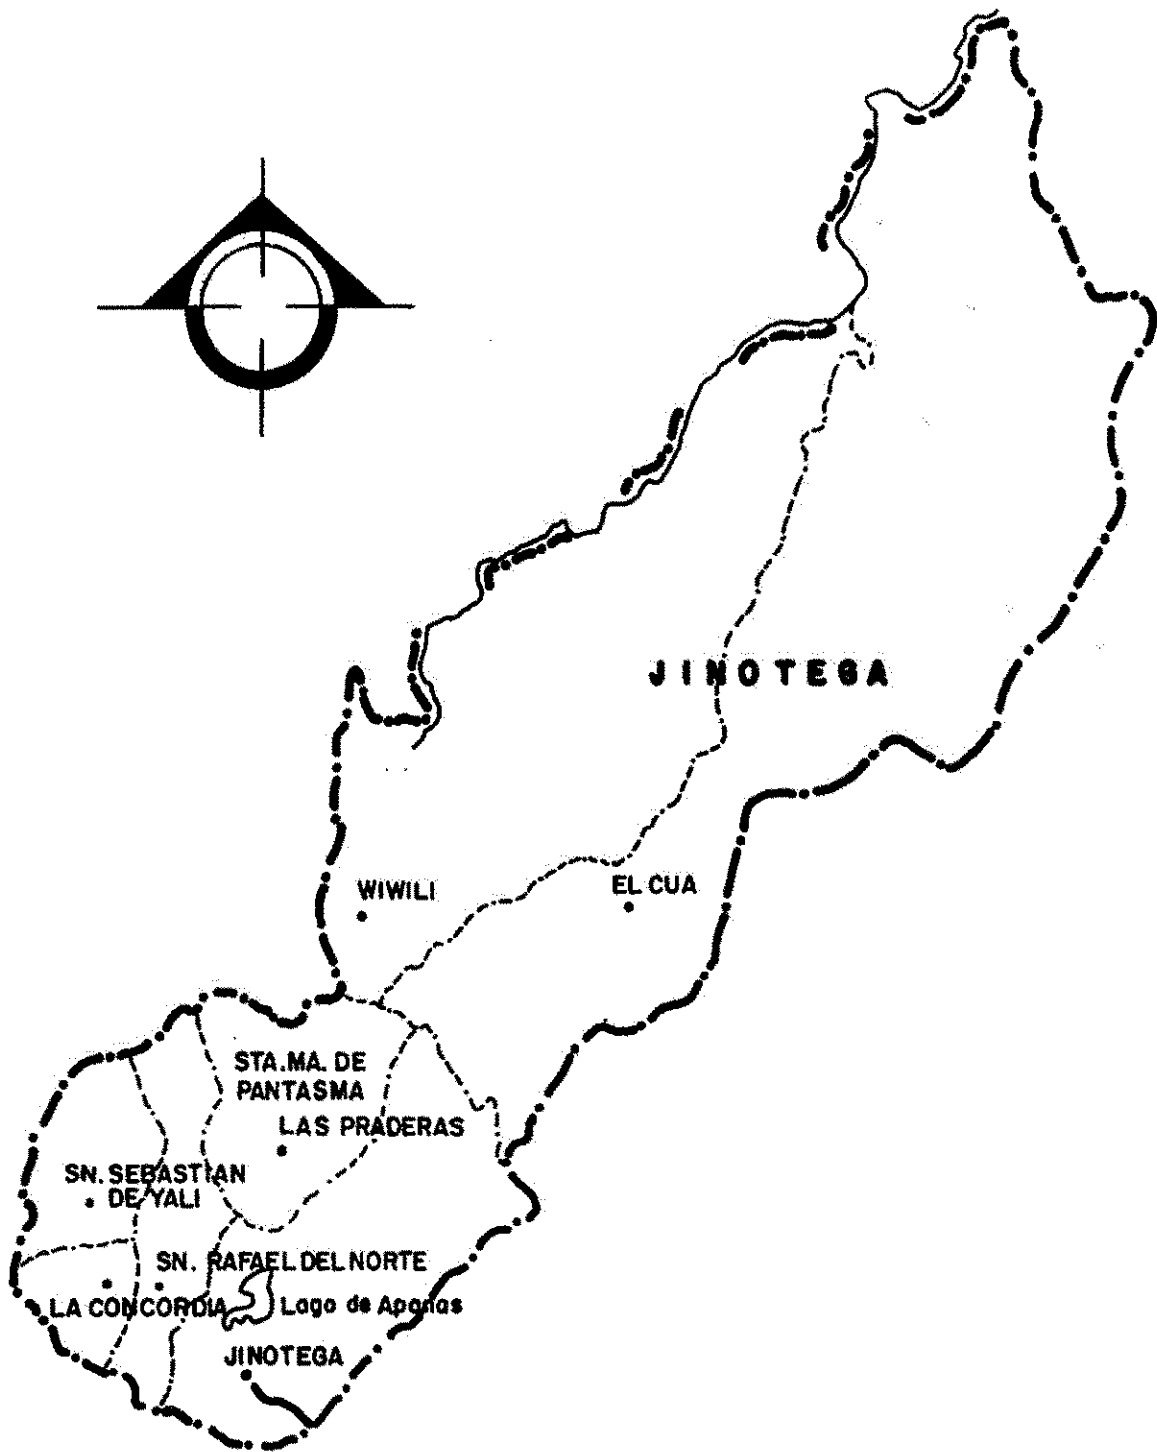 JINOTEGA
WIWILI
EL CUA
STA.MA. DE
PANTASMA
LAS PRADERAS
SN. SEBASTIAN
DE YALI
SN. RAFAEL DEL NORTE
LA CONCORDIA
Lago de Apanas
JINOTEGA